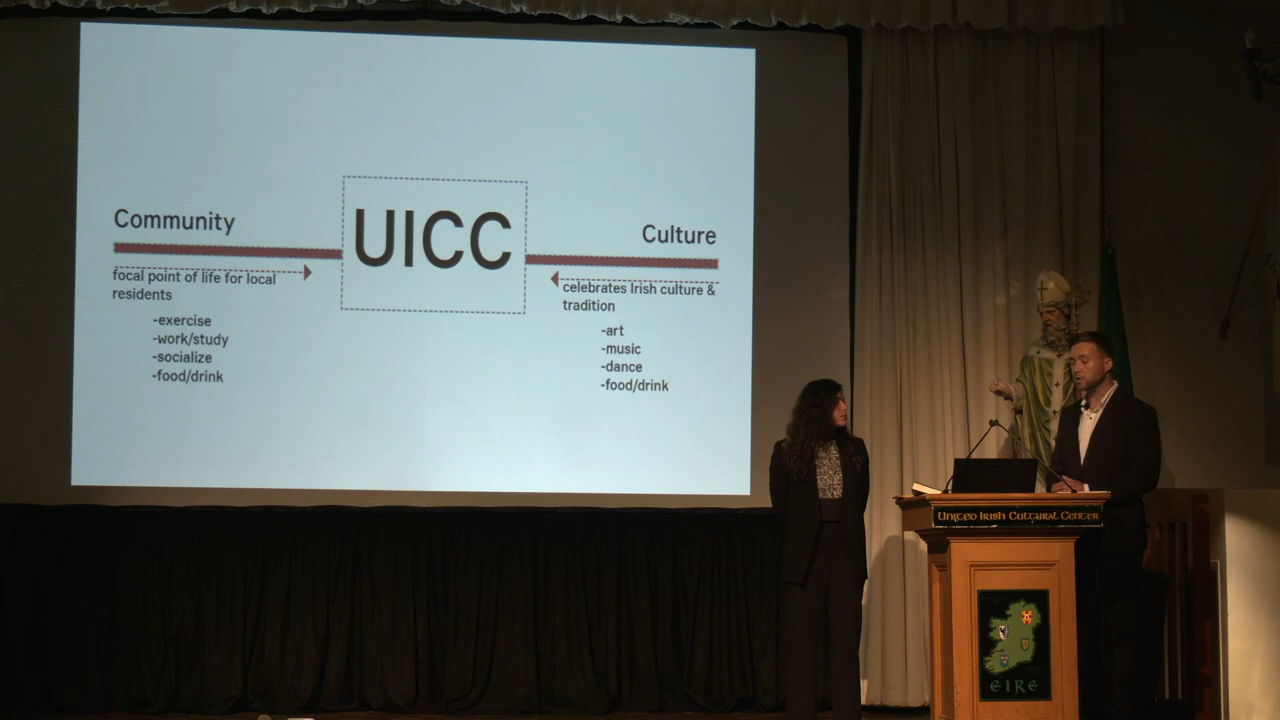 Community
focal point of life for local
residents
-exercise
-work/study
-socialize
-food/drink
UICC
Culture
celebrates Irish culture &
tradition
-art
-music
-dance
-food/drink
United Irish Cultural Center
EIRE